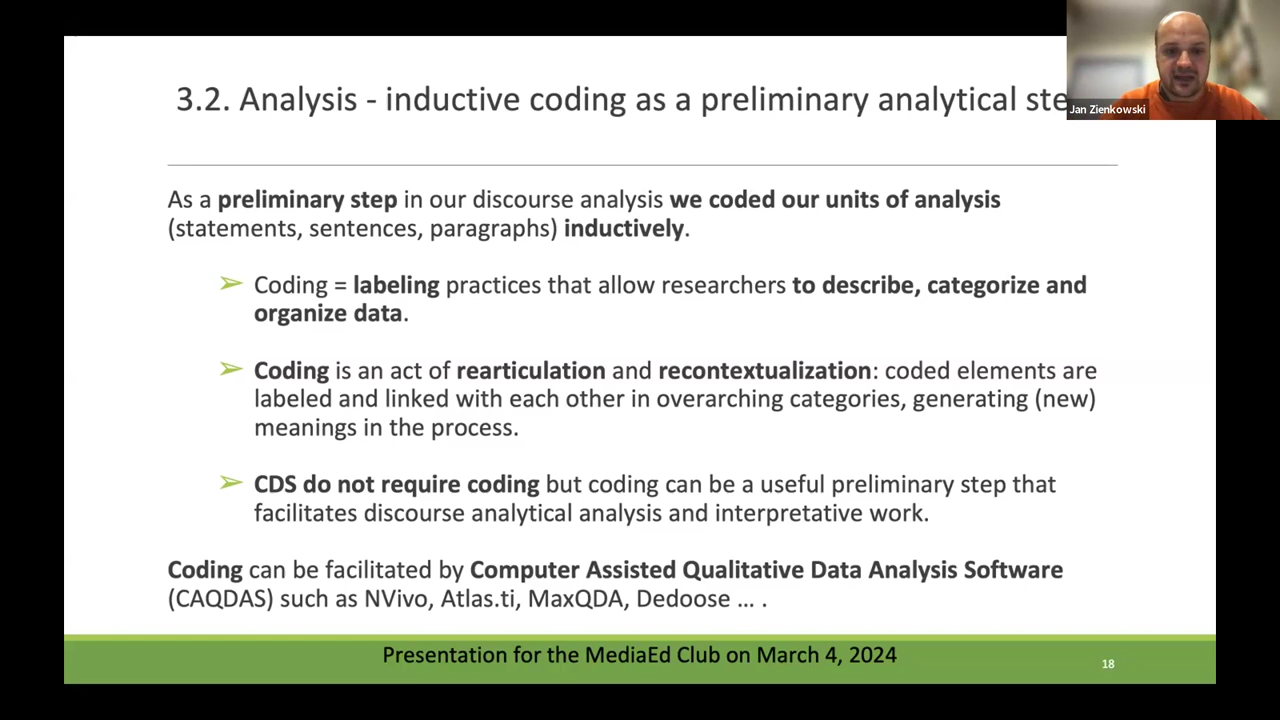 3.2. Analysis - inductive coding as a preliminary analytical ste
Jan Zienkowski
As a preliminary step in our discourse analysis we coded our units of analysis
(statements, sentences, paragraphs) inductively.
➢ Coding = labeling practices that allow researchers to describe, categorize and
organize data.
➢ Coding is an act of rearticulation and recontextualization: coded elements are
labeled and linked with each other in overarching categories, generating (new)
meanings in the process.
➢ CDS do not require coding but coding can be a useful preliminary step that
facilitates discourse analytical analysis and interpretative work.
Coding can be facilitated by Computer Assisted Qualitative Data Analysis Software
(CAQDAS) such as NVivo, Atlas.ti, MaxQDA, Dedoose ... .
Presentation for the MediaEd Club on March 4, 2024
18